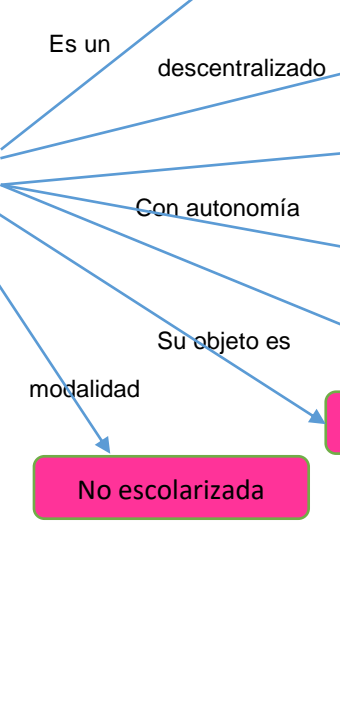 Es un
descentralizado
Con autonomía
Su objeto es
modalidad
No escolarizada